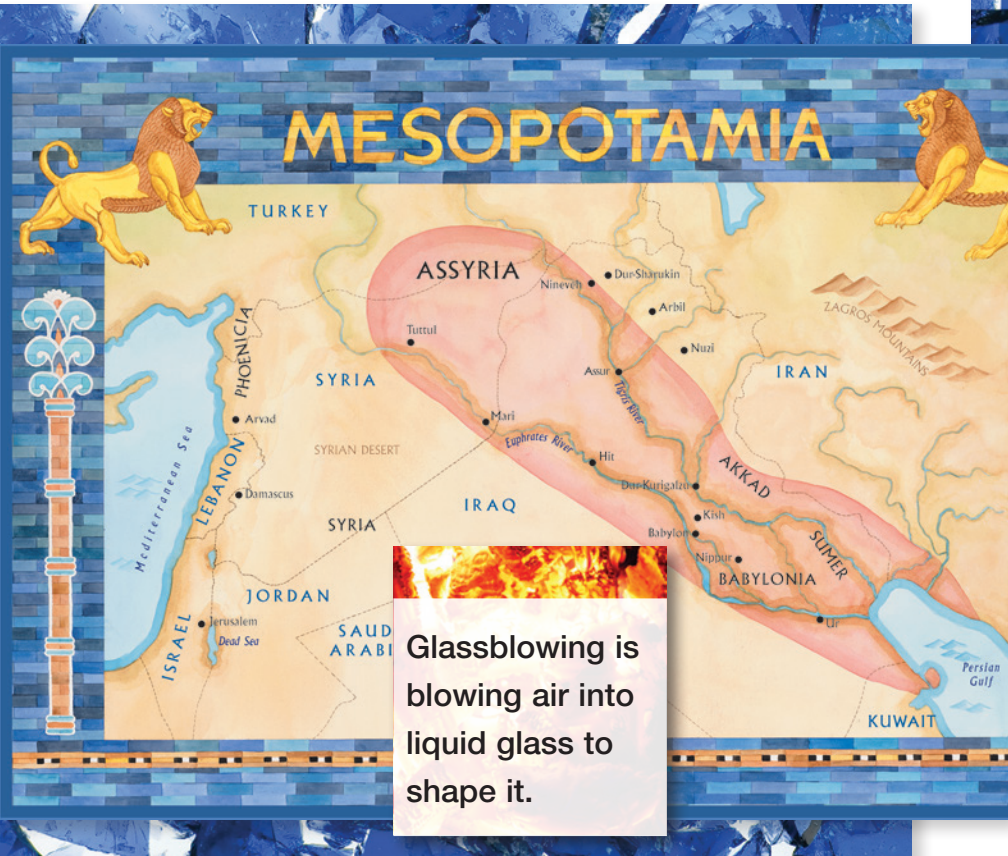 MESOPOTAMIA
TURKEY
ASSYRIA
Dur-Sharukin
Nineveh
Arbil
ZAGROS MOUNTAINS
PHOENICIA
Tuttul
Nuzi
SYRIA
Assur
IRAN
Tigris River
Arvad
Mari
Mediterranean Sea
LEBANON
SYRIAN DESERT
Euphrates River
Hit
AKKAD
Damascus
Dur-Kurigalzu
IRAQ
SYRIA
Kish
Babylon
SUMER
Nippur
BABYLONIA
JORDAN
Jerusalem
Dead Sea
ISRAEL
SAUD
ARABI
Ur
Persian
Gulf
KUWAIT
Glassblowing is
blowing air into
liquid glass to
shape it.